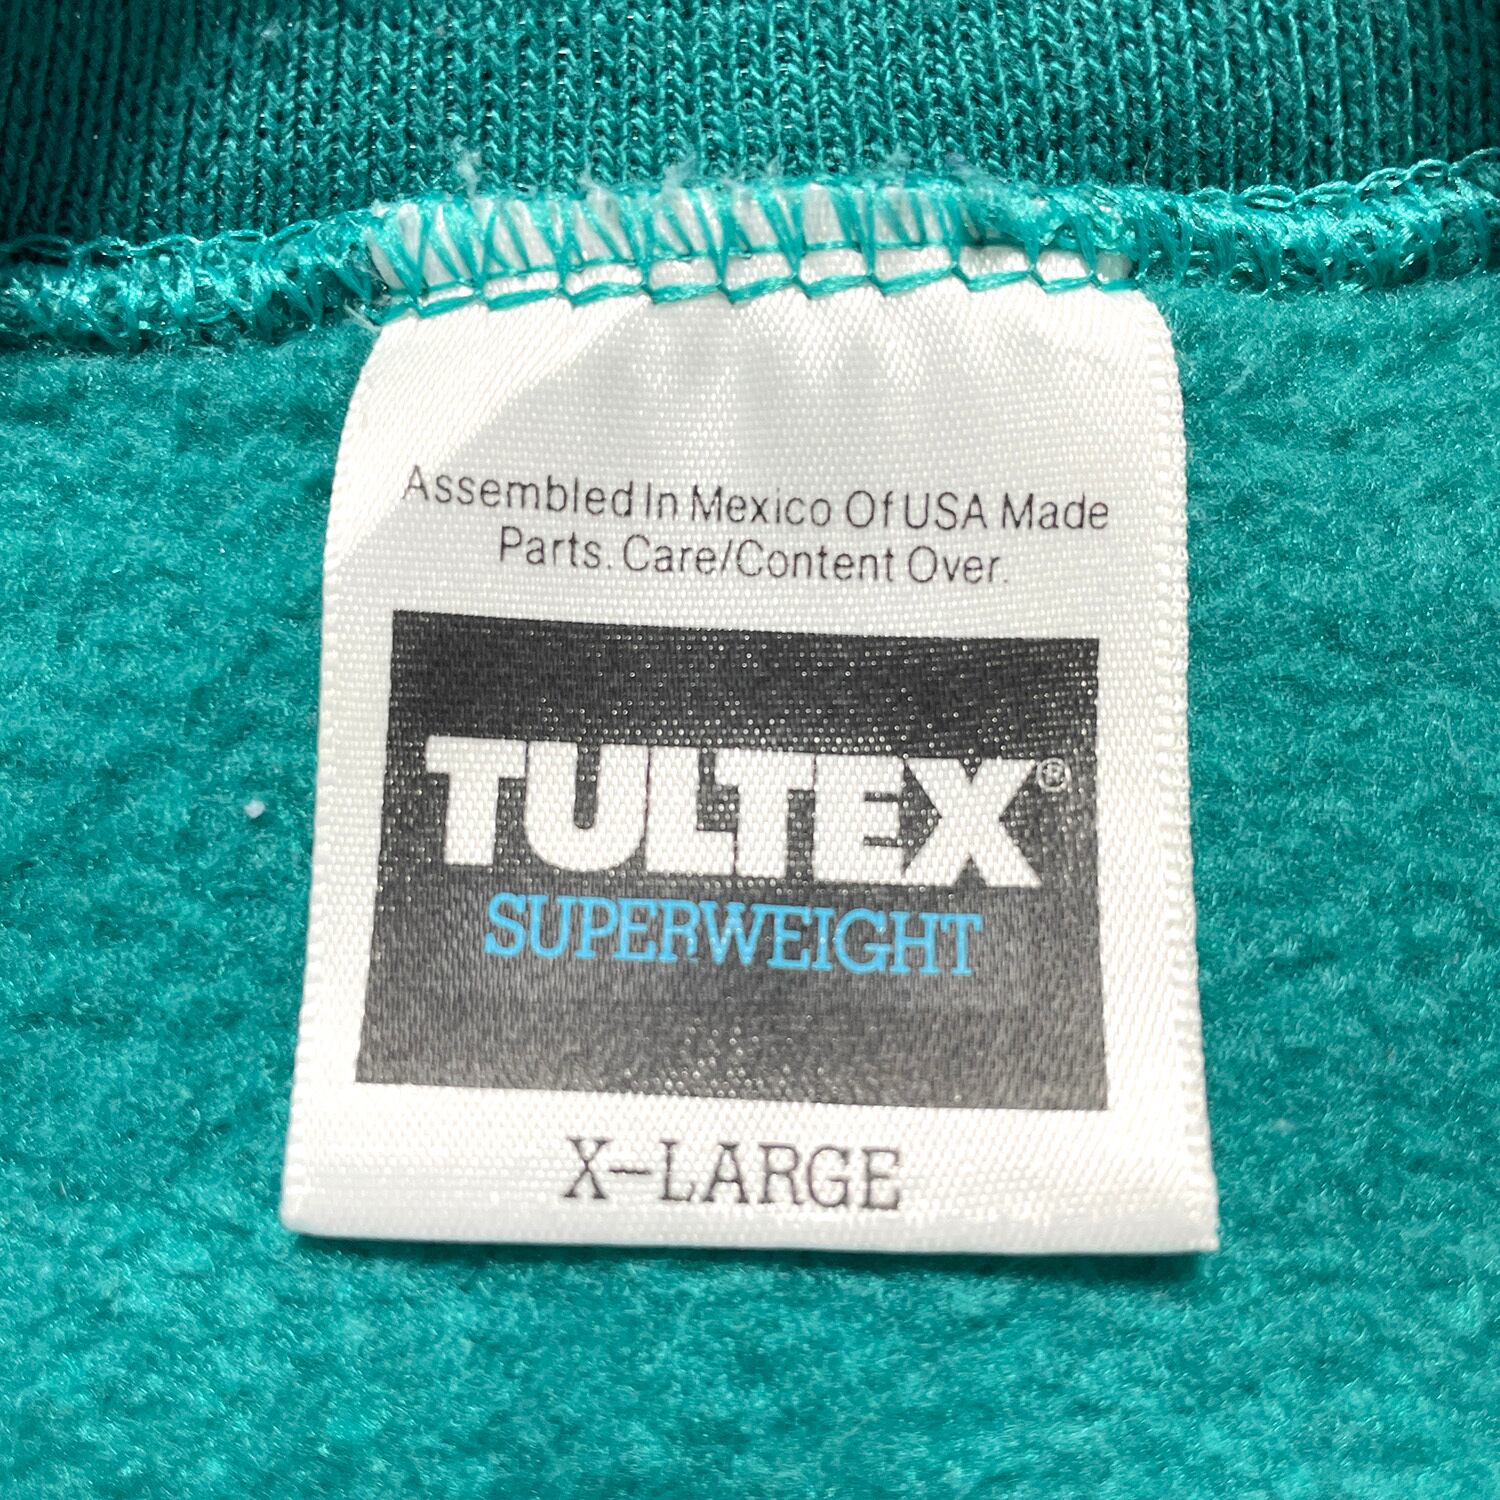 Assembled In Mexico Of USA Made
Parts. Care/Content Over.
TULTEX®
SUPERWEIGHT
X-LARGE